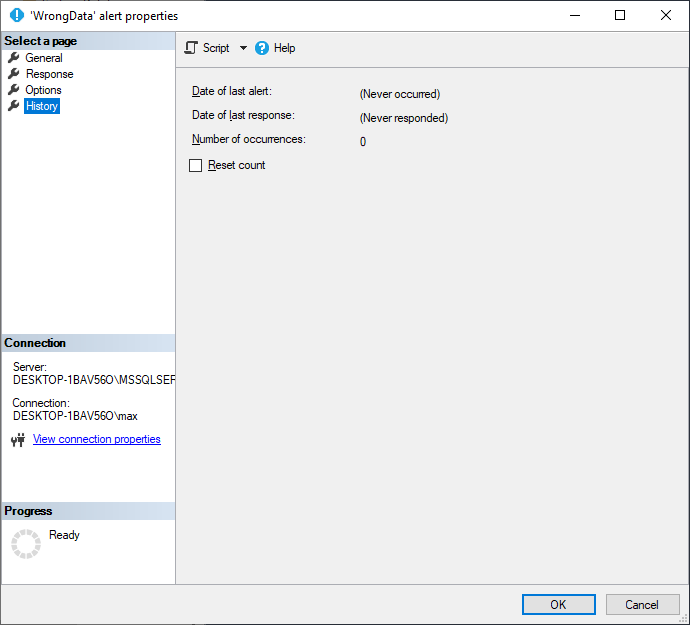 'WrongData' alert properties
Select a page
General
Response
Options
History
Script
Help
Date of last alert: (Never occurred)
Date of last response: (Never responded)
Number of occurrences: 0
Reset count
Connection
Server:
DESKTOP-1BAV56O\MSSQLSER
Connection:
DESKTOP-1BAV56O\max
View connection properties
Progress
Ready
OK
Cancel